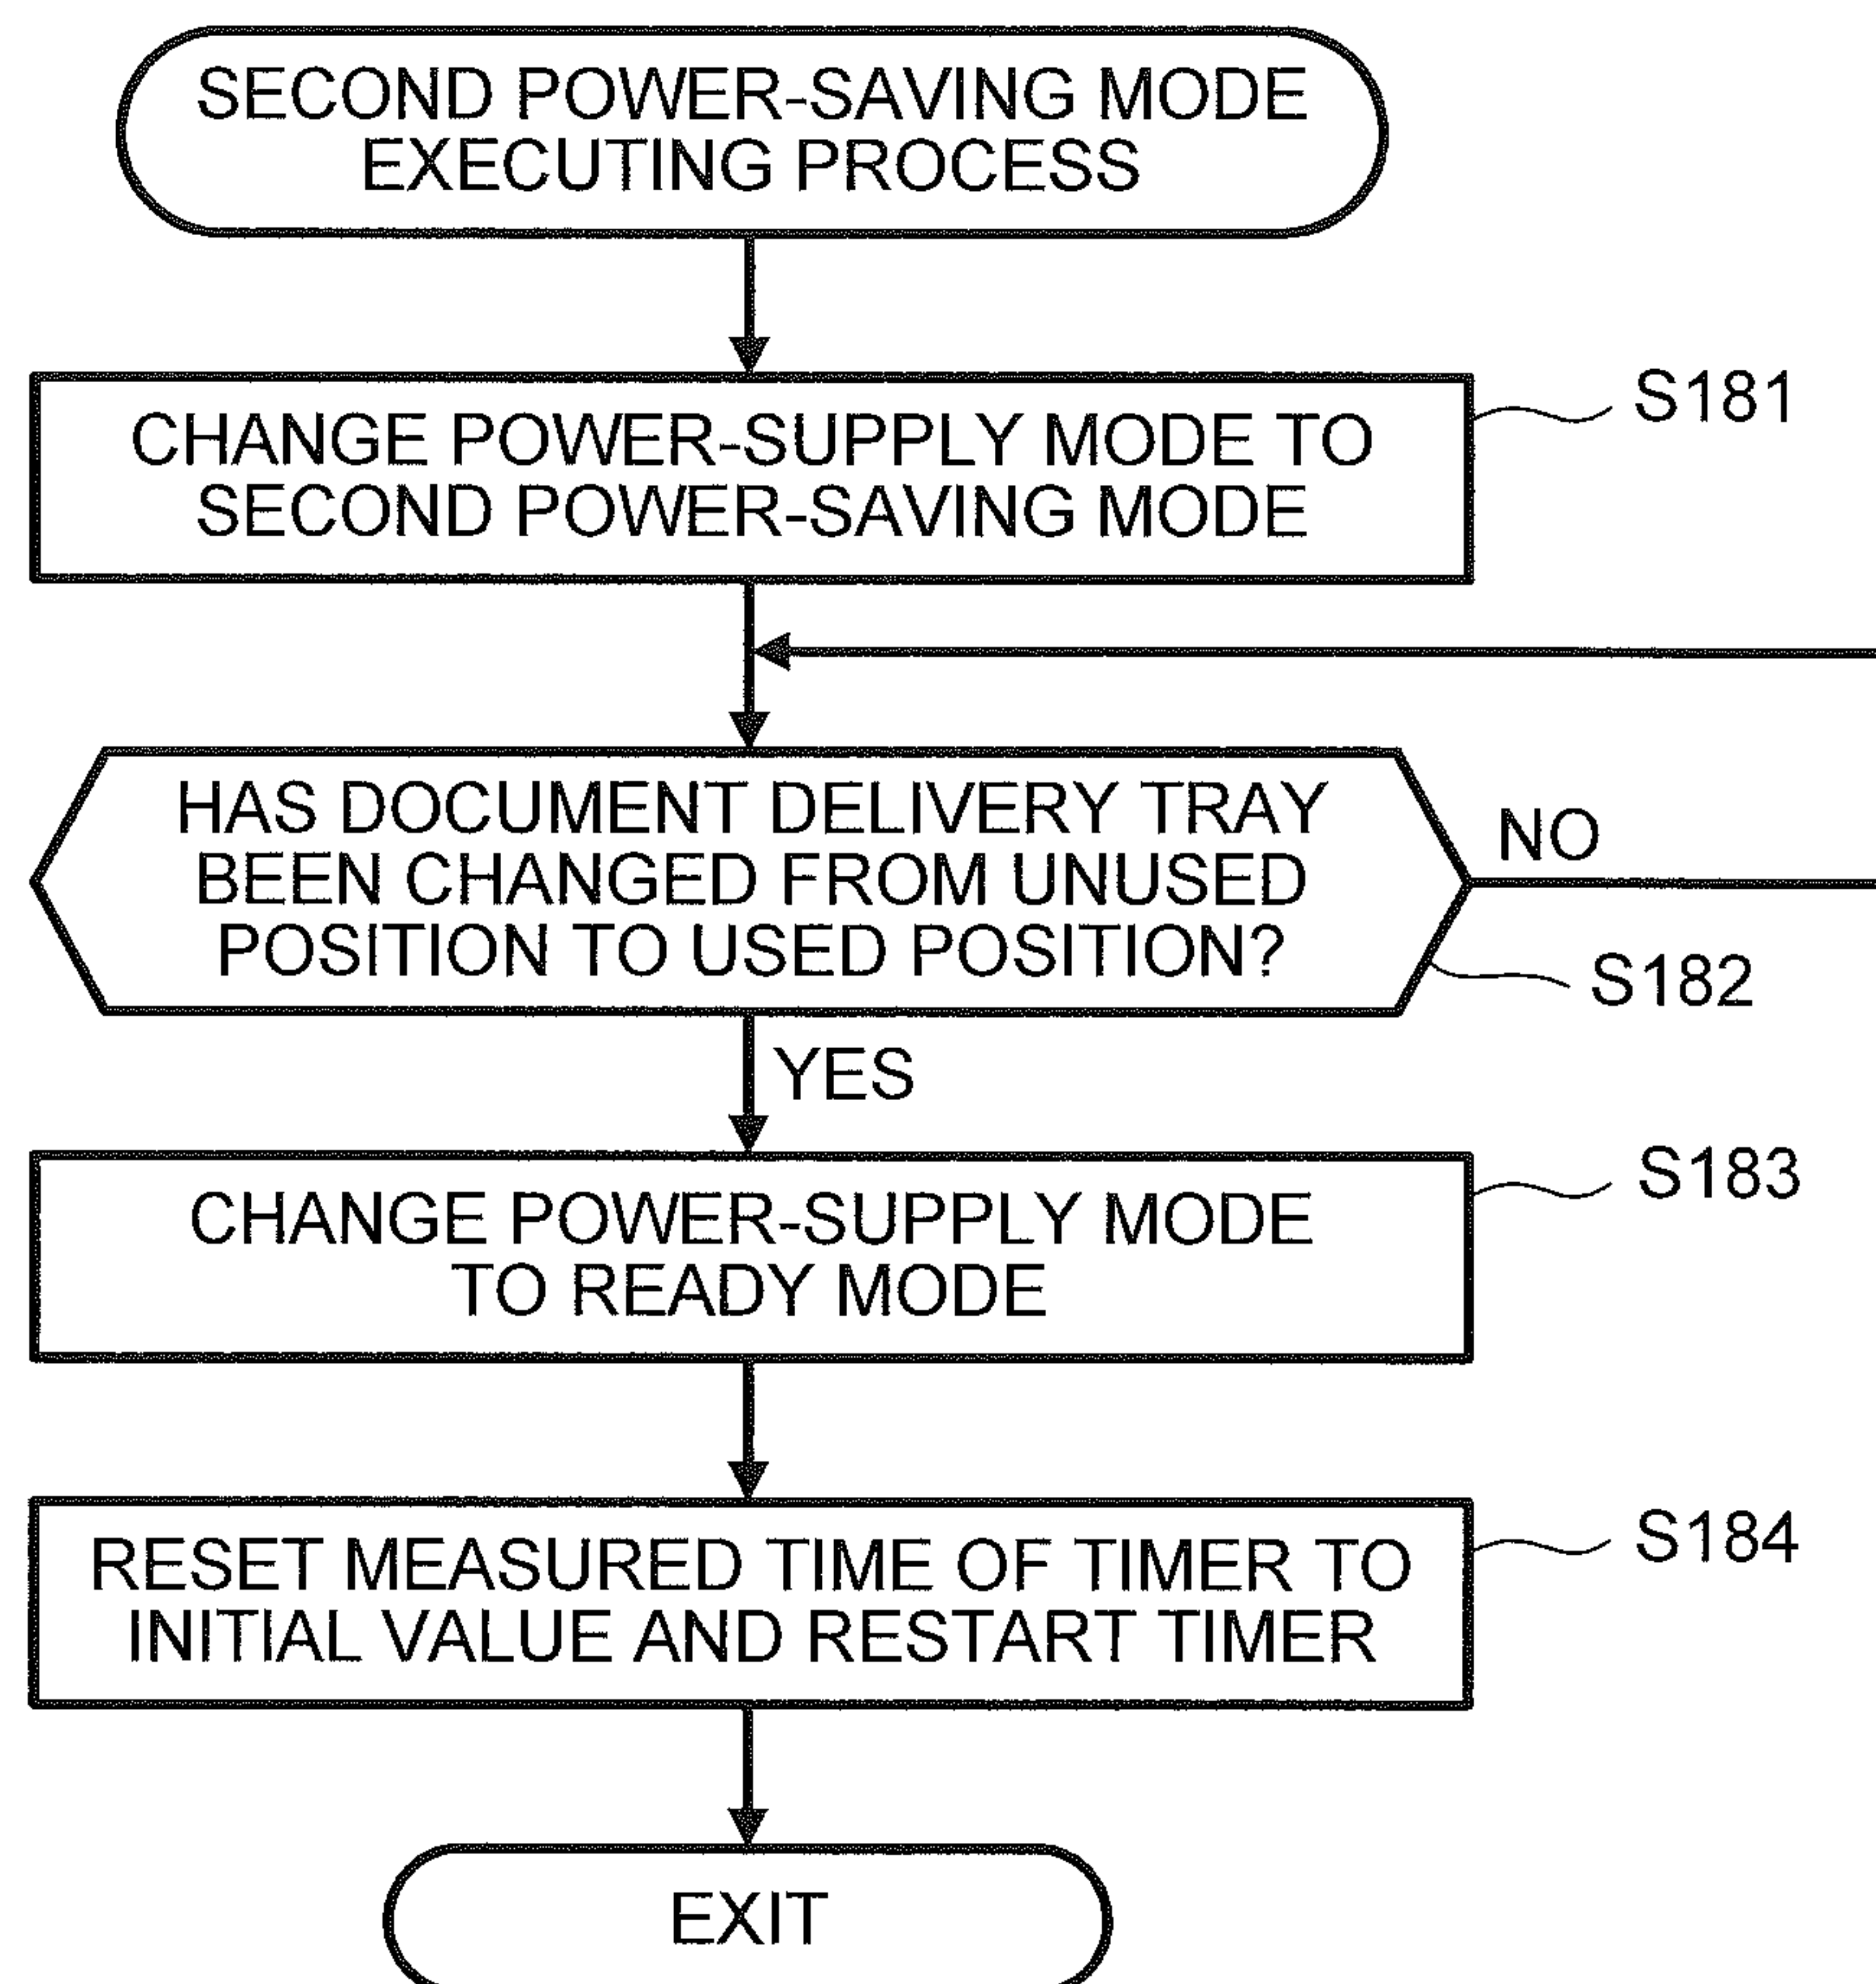 SECOND POWER-SAVING MODE
EXECUTING PROCESS
CHANGE POWER-SUPPLY MODE TO
SECOND POWER-SAVING MODE
S181
HAS DOCUMENT DELIVERY TRAY
BEEN CHANGED FROM UNUSED
POSITION TO USED POSITION?
NO
S182
YES
CHANGE POWER-SUPPLY MODE
TO READY MODE
S183
RESET MEASURED TIME OF TIMER TO
INITIAL VALUE AND RESTART TIMER
S184
EXIT